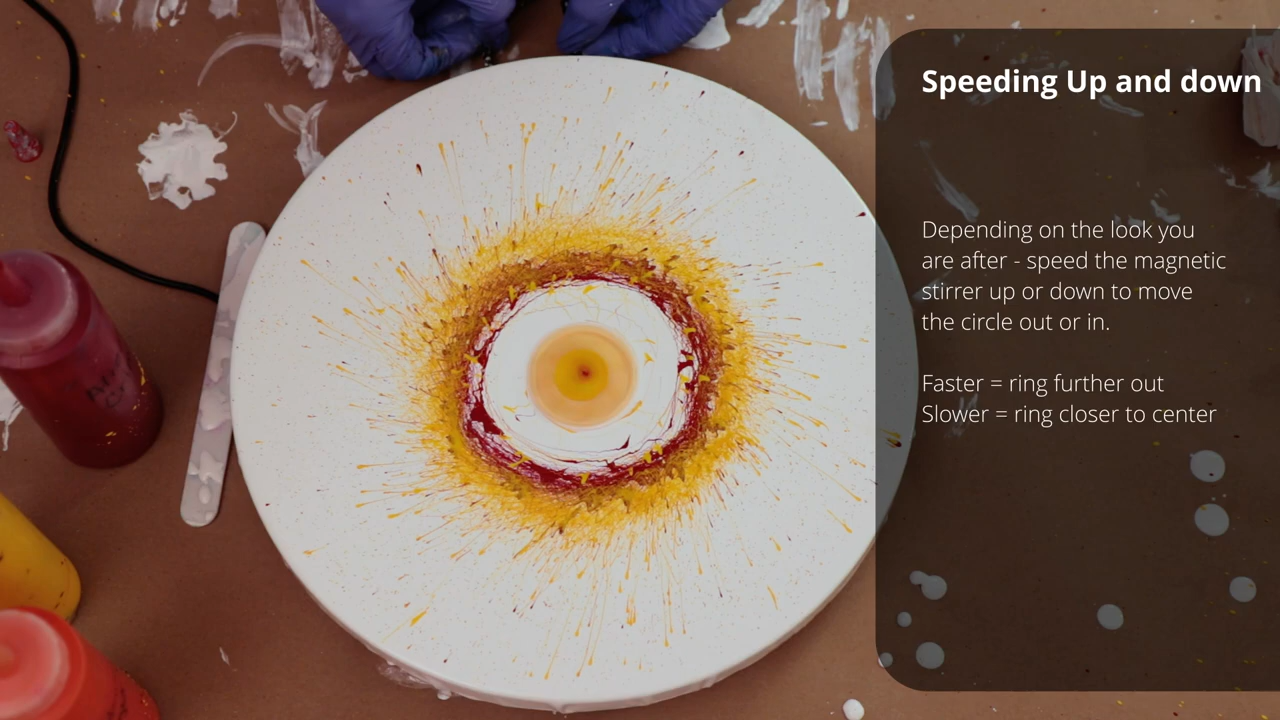 Speeding Up and down
Depending on the look you
are after - speed the magnetic
stirrer up or down to move
the circle out or in.
Faster = ring further out
Slower = ring closer to center